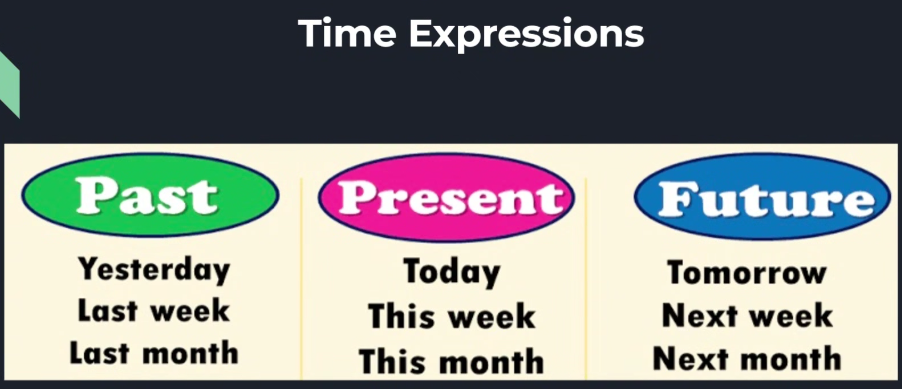 Time Expressions
Past
Yesterday
Last week
Last month
Present
Today
This week
This month
Future
Tomorrow
Next week
Next month